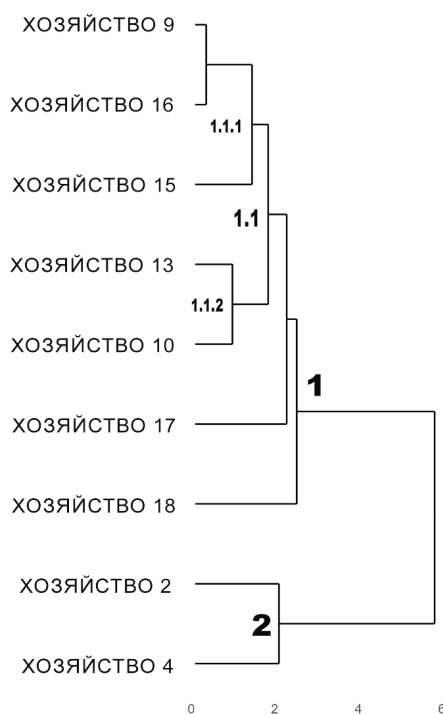 ХОЗЯЙСТВО 9
ХОЗЯЙСТВО 16
1.1.1
ХОЗЯЙСТВО 15
1.1
ХОЗЯЙСТВО 13
1.1.2
ХОЗЯЙСТВО 10
1
ХОЗЯЙСТВО 17
ХОЗЯЙСТВО 18
ХОЗЯЙСТВО 2
2
ХОЗЯЙСТВО 4
0 2 4 6